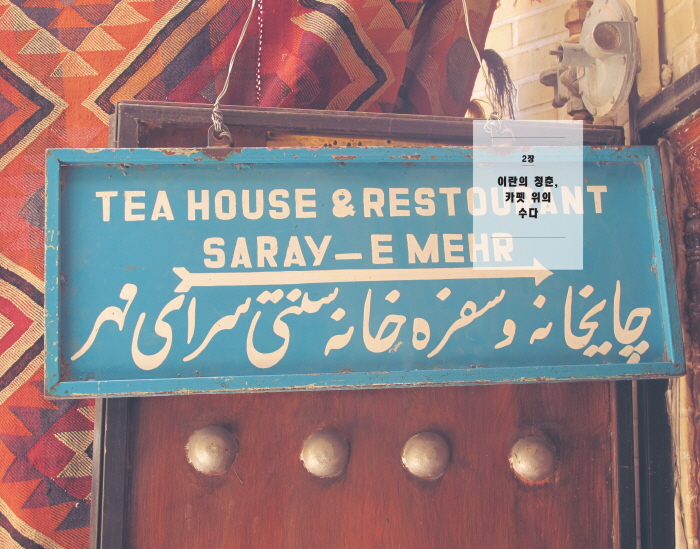 TEA HOUSE & RESTOURANT
SARAY–E MEHR
چایخانه و سفره خانه سنتی سرای مهر
2장
이란의 청춘,
카펫 위의
수다